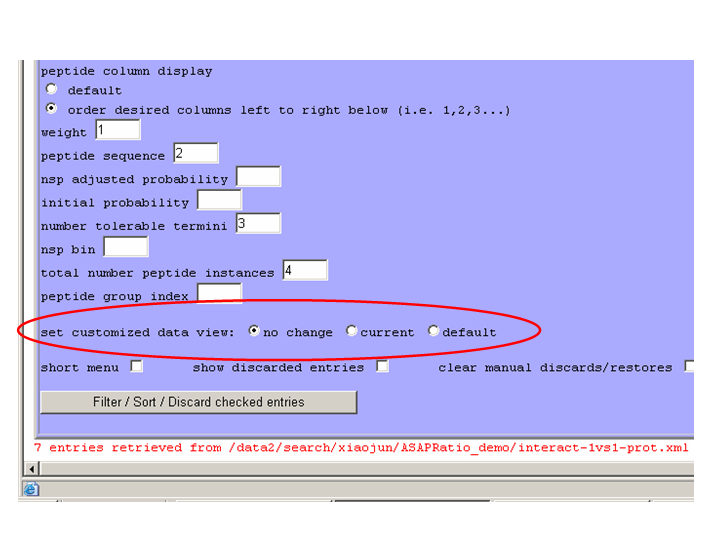 peptide column display
default
order desired columns left to right below (i.e. 1,2,3...)
weight 1
peptide sequence 2
nsp adjusted probability
initial probability
number tolerable termini 3
nsp bin
total number peptide instances 4
peptide group index
set customized data view: no change current default
short menu show discarded entries clear manual discards/restores
Filter / Sort / Discard checked entries
7 entries retrieved from /data2/search/xiaojun/ASAPRatio_demo/interact-1vs1-prot.xml